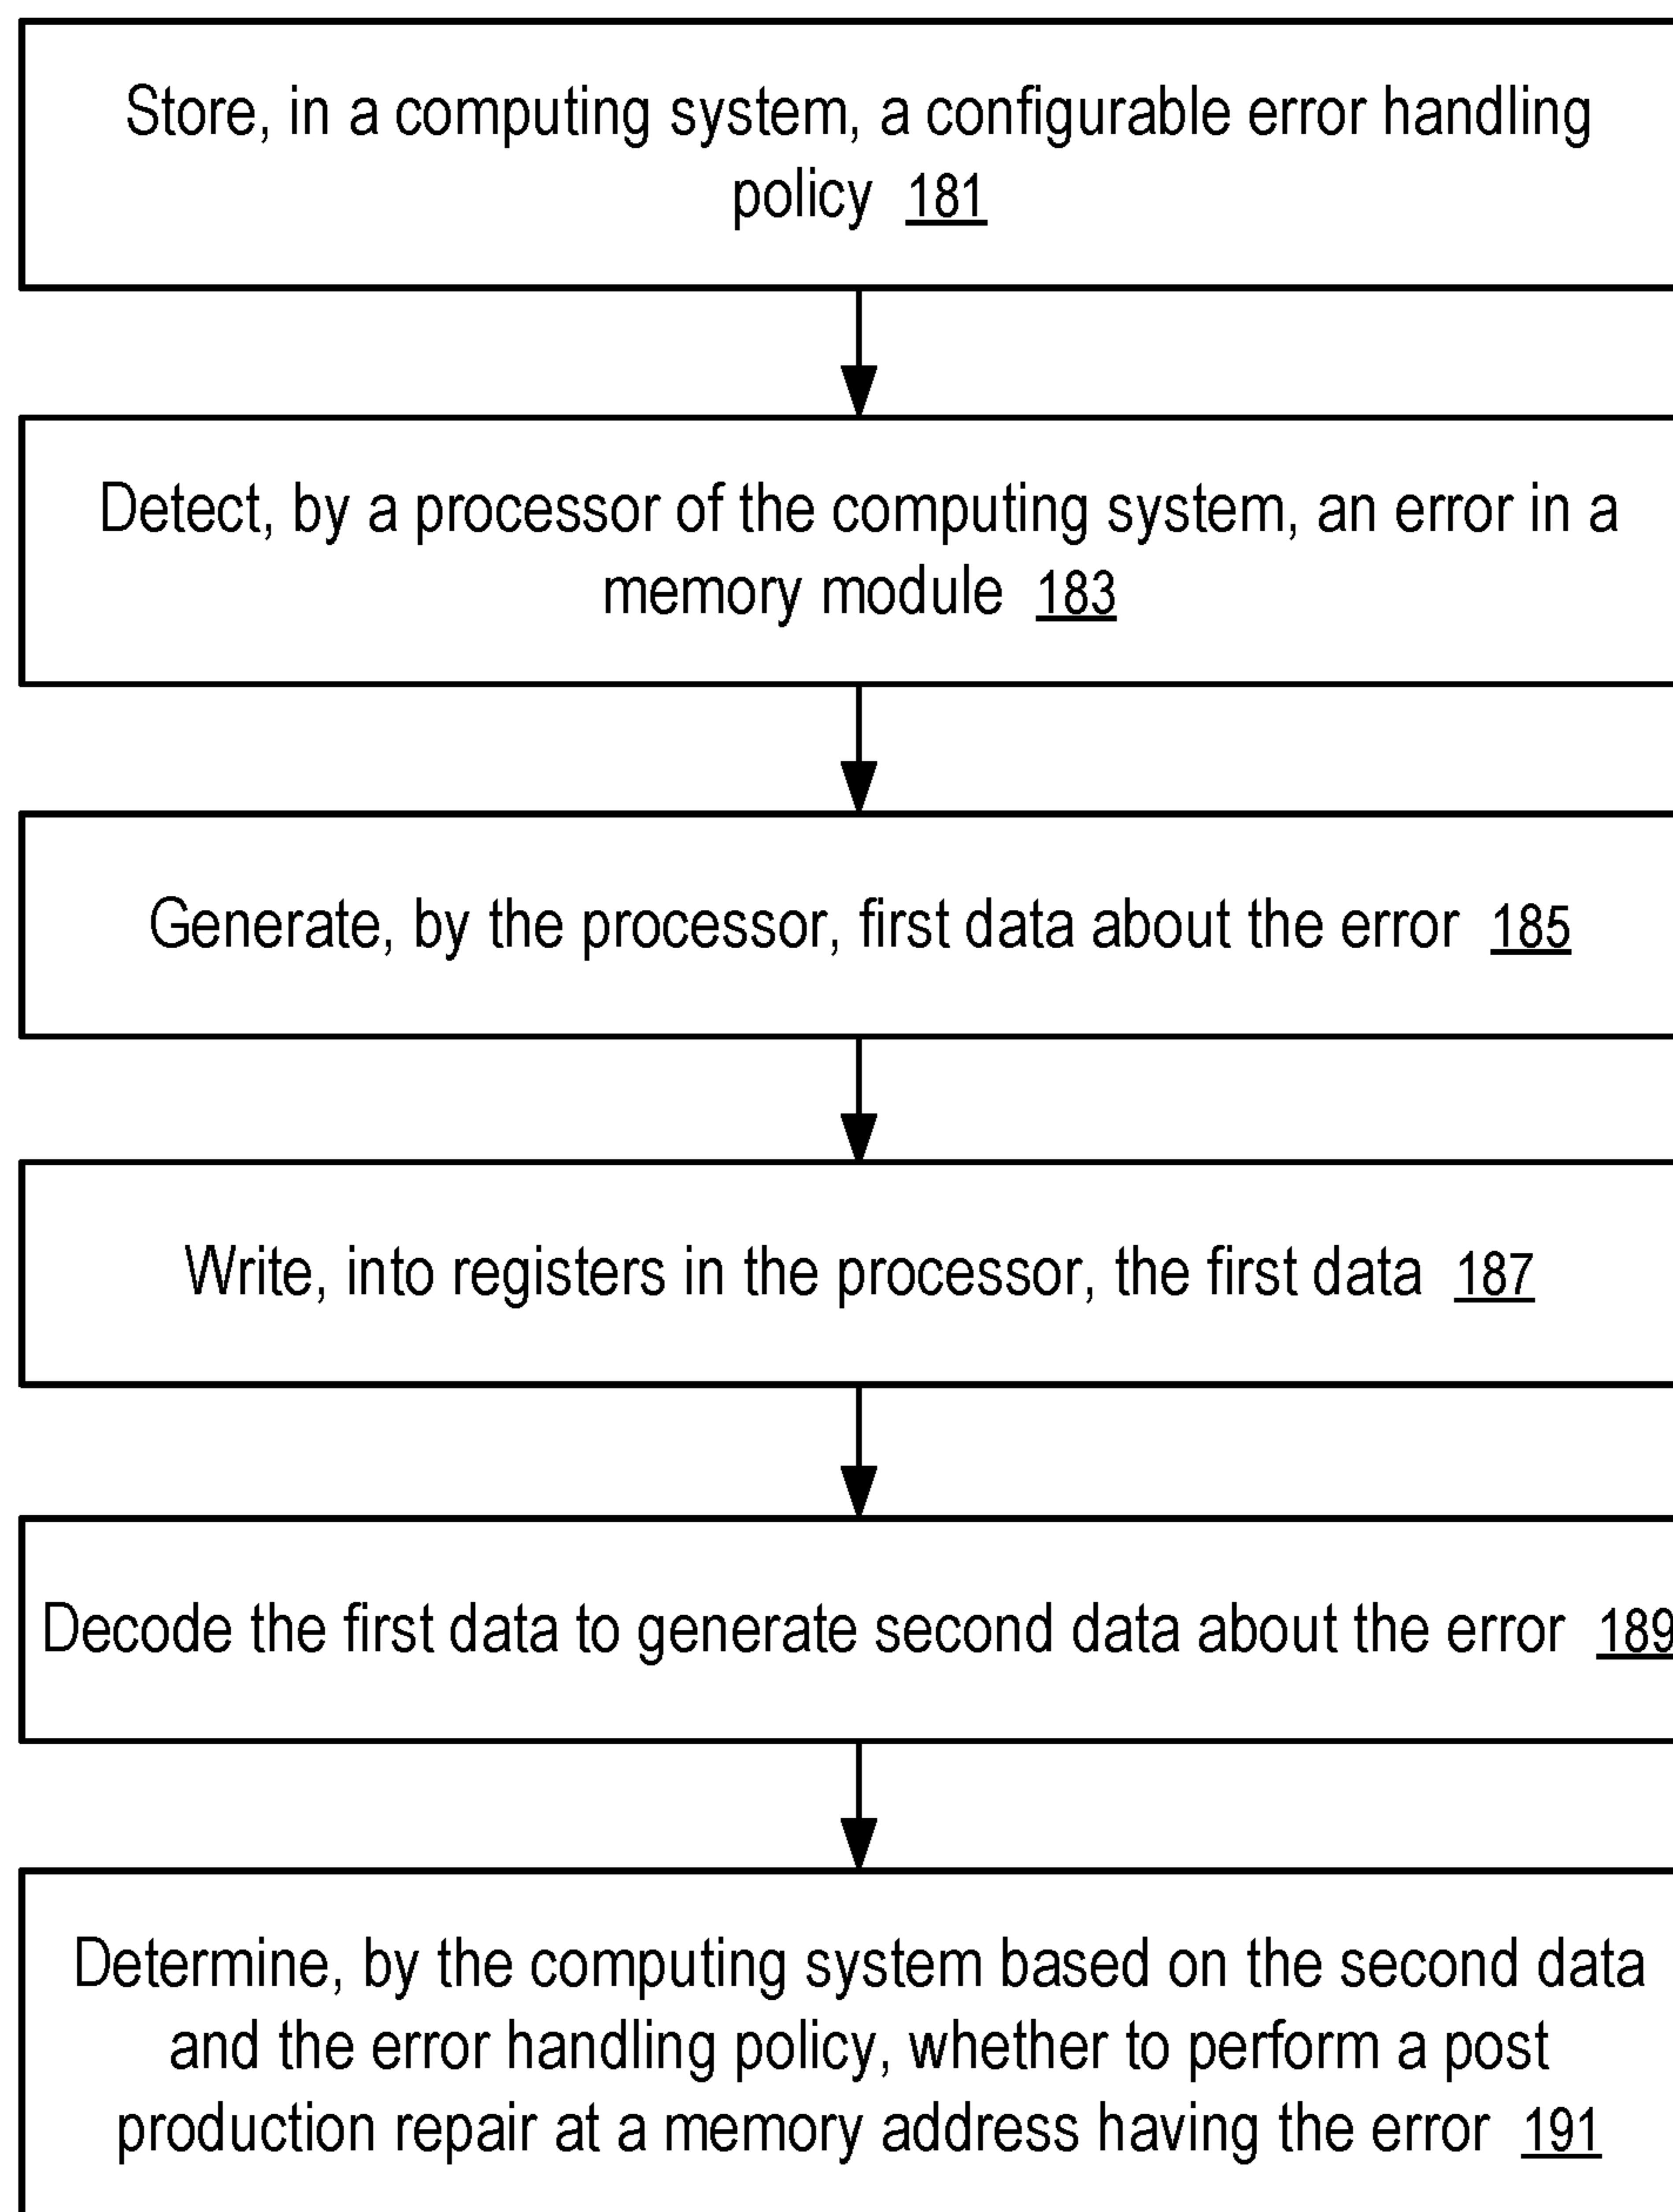 Store, in a computing system, a configurable error handling
policy 181
Detect, by a processor of the computing system, an error in a
memory module 183
Generate, by the processor, first data about the error 185
Write, into registers in the processor, the first data 187
Decode the first data to generate second data about the error 189
Determine, by the computing system based on the second data
and the error handling policy, whether to perform a post
production repair at a memory address having the error 191